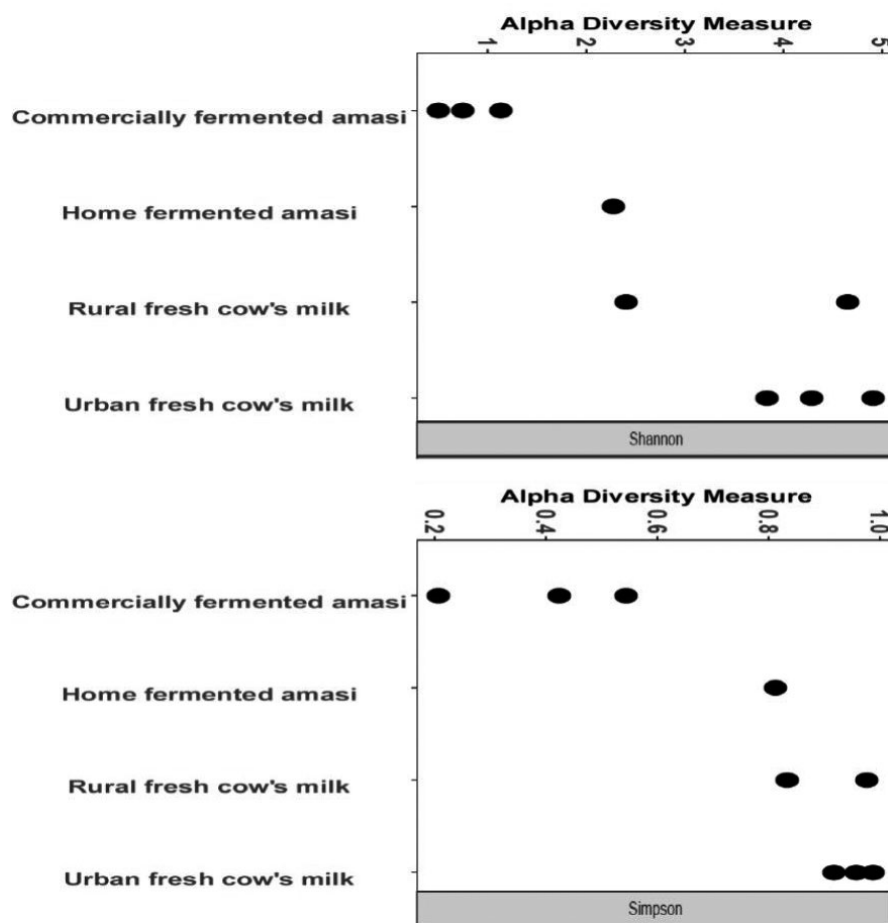 Alpha Diversity Measure
1 2 3 4 5
Commercially fermented amasi
Home fermented amasi
Rural fresh cow's milk
Urban fresh cow's milk
Shannon
Alpha Diversity Measure
0.2 0.4 0.6 0.8 1.0
Commercially fermented amasi
Home fermented amasi
Rural fresh cow's milk
Urban fresh cow's milk
Simpson